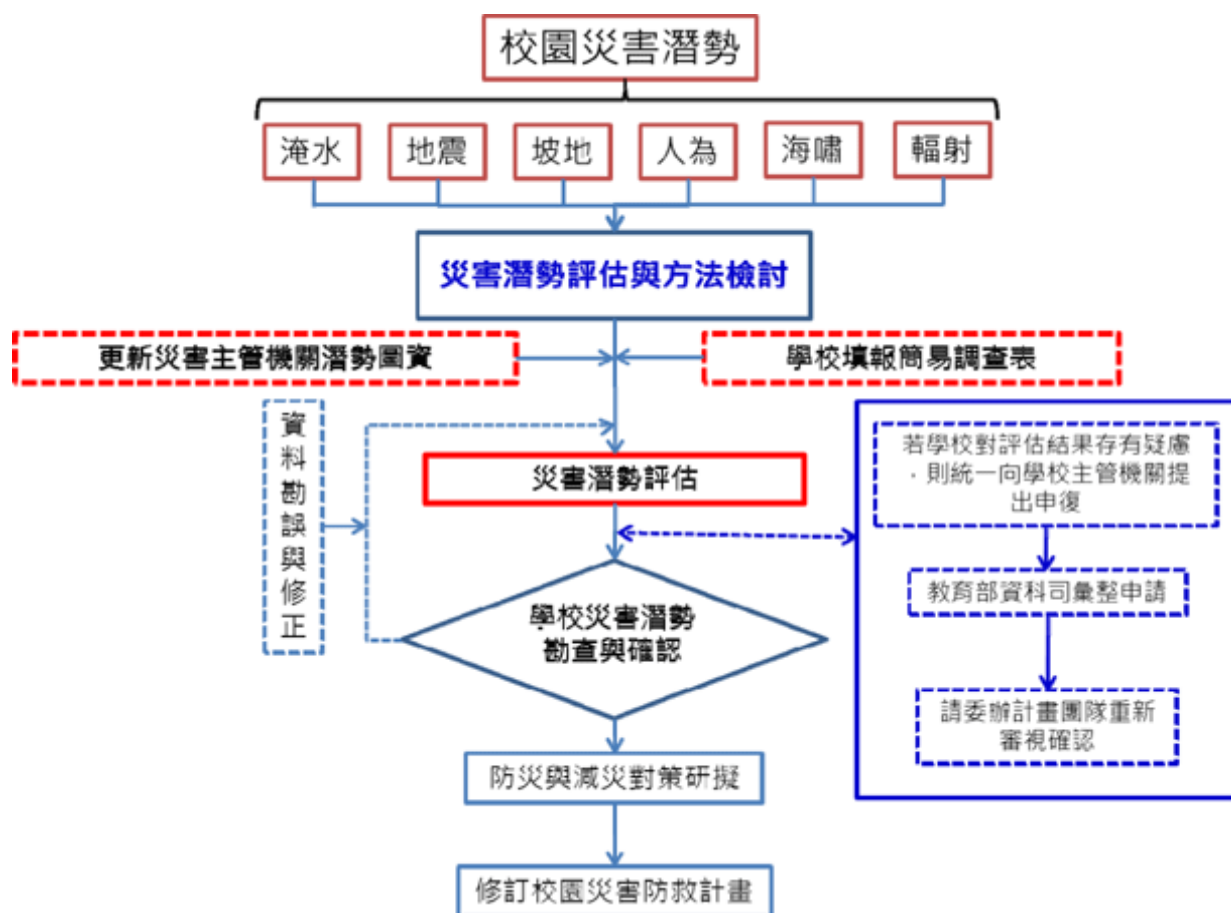 校園災害潛勢
淹水
地震
坡地
人為
海嘯
輻射
災害潛勢評估與方法檢討
更新災害主管機關潛勢圖資
學校填報簡易調查表
資料勘誤與修正
災害潛勢評估
若學校對評估結果存有疑慮
，則統一向學校主管機關提
出申復
教育部資科司彙整申請
請委辦計畫團隊重新
審視確認
學校災害潛勢
勘查與確認
防災與減災對策研擬
修訂校園災害防救計畫